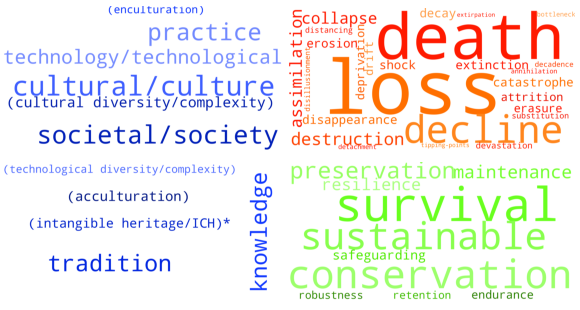 (enculturation)
practice
technology/technological
cultural/culture
(cultural diversity/complexity)
societal/society
(technological diversity/complexity)
(acculturation)
(intangible heritage/ICH)*
knowledge
tradition
decay
extirpation
bottleneck
collapse
distancing
erosion
death
assimilation
disillusionment
deprivation
drift
shock
extinction
decadence
annihilation
catastrophe
loss
attrition
erasure
substitution
disappearance
decline
destruction
detachment
tipping-points
devastation
preservation
maintenance
resilience
survival
sustainable
safeguarding
conservation
robustness
retention
endurance